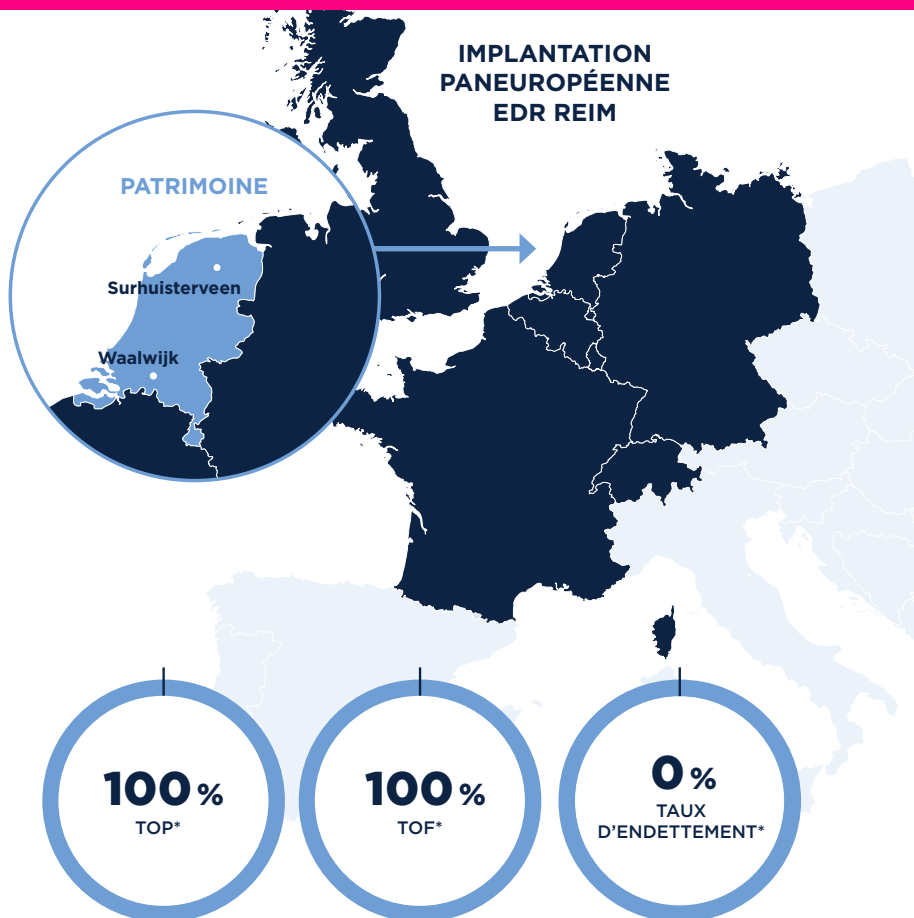 IMPLANTATION
PANEUROPÉENNE
EDR REIM
PATRIMOINE
Surhuisterveen
Waalwijk
100 %
TOP*
100 %
TOF*
0 %
TAUX
D'ENDETTEMENT*